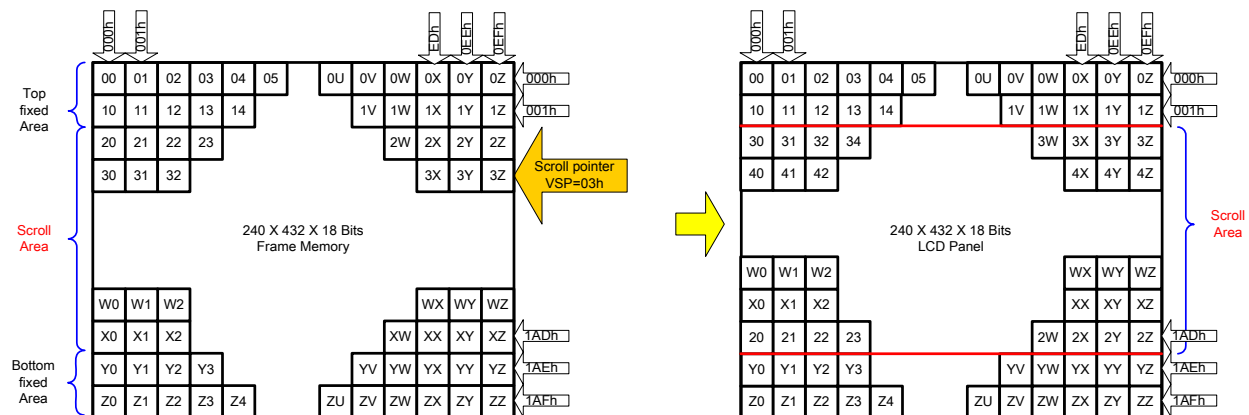 000h 001h EDh 0EEh 0EFh
00 01 02 03 04 05 0U 0V 0W 0X 0Y 0Z 000h
10 11 12 13 14 1V 1W 1X 1Y 1Z 001h
20 21 22 23 2W 2X 2Y 2Z
30 31 32 3X 3Y 3Z
Top
fixed
Area
Scroll pointer
VSP=03h
Scroll
Area
240 X 432 X 18 Bits
Frame Memory
W0 W1 W2 WX WY WZ
X0 X1 X2 XW XX XY XZ 1ADh
Y0 Y1 Y2 Y3 YV YW YX YY YZ 1AEh
Z0 Z1 Z2 Z3 Z4 ZU ZV ZW ZX ZY ZZ 1AFh
Bottom
fixed
Area
000h 001h EDh 0EEh 0EFh
00 01 02 03 04 05 0U 0V 0W 0X 0Y 0Z 000h
10 11 12 13 14 1V 1W 1X 1Y 1Z 001h
30 31 32 34 3W 3X 3Y 3Z
40 41 42 4X 4Y 4Z
240 X 432 X 18 Bits
LCD Panel
Scroll
Area
W0 W1 W2 WX WY WZ
X0 X1 X2 XX XY XZ
20 21 22 23 2W 2X 2Y 2Z 1ADh
Y0 Y1 Y2 Y3 YV YW YX YY YZ 1AEh
Z0 Z1 Z2 Z3 Z4 ZU ZV ZW ZX ZY ZZ 1AFh